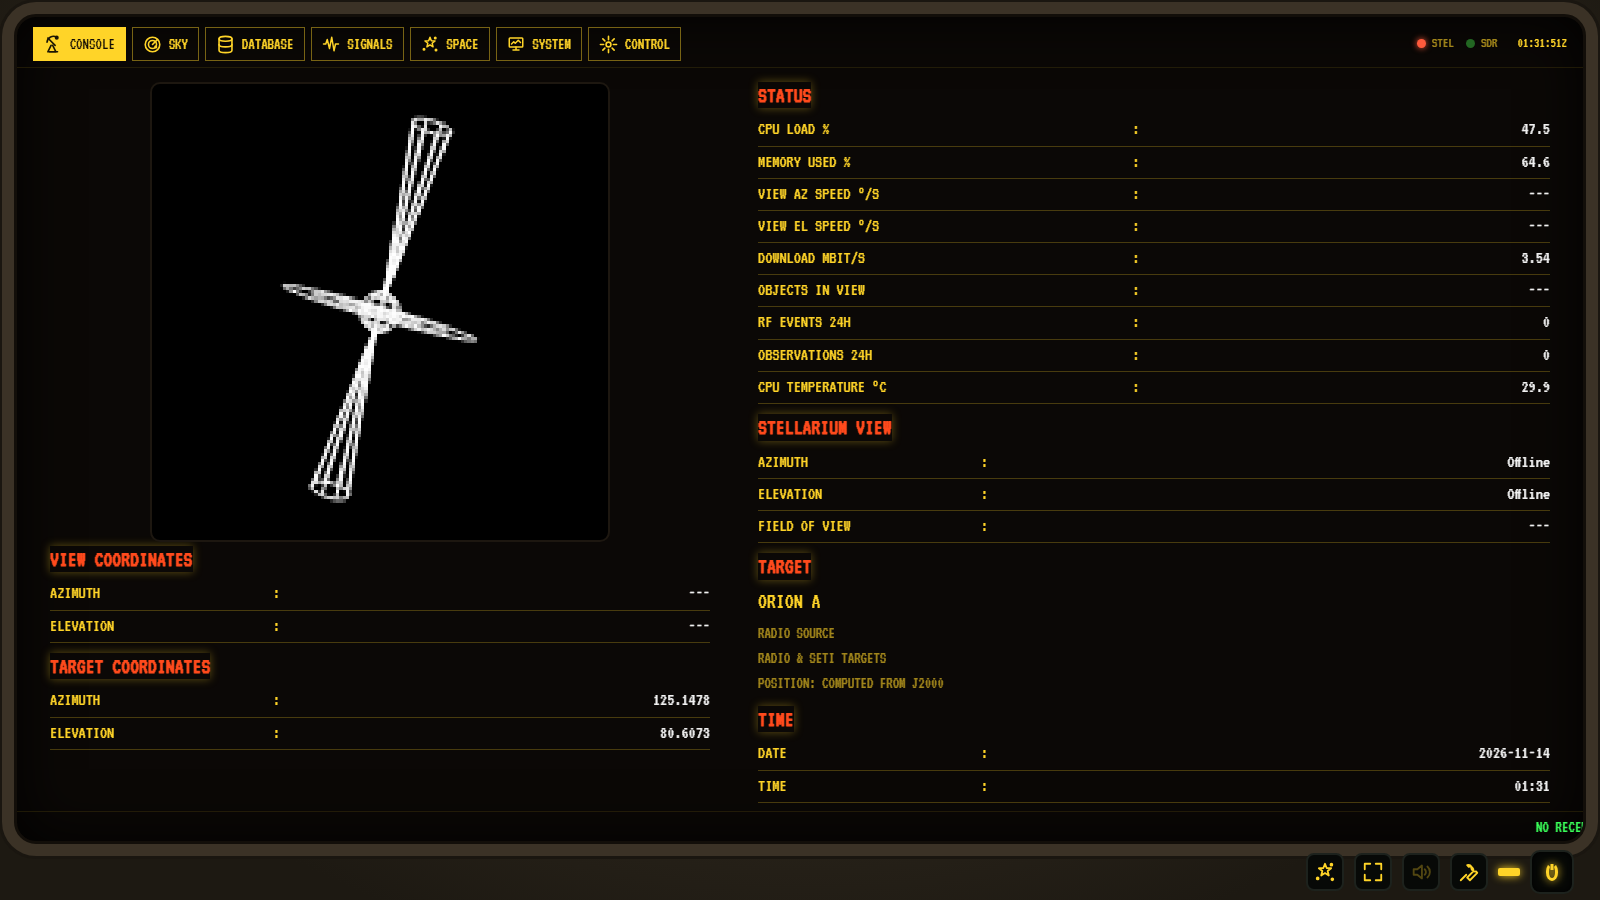 CONSOLE SKY DATABASE SIGNALS SPACE SYSTEM CONTROL STEL SDR 01:31:51Z
VIEW COORDINATES
AZIMUTH : ---
ELEVATION : ---
TARGET COORDINATES
AZIMUTH : 125.1478
ELEVATION : 80.6073
STATUS
CPU LOAD % : 47.5
MEMORY USED % : 64.6
VIEW AZ SPEED °/S : ---
VIEW EL SPEED °/S : ---
DOWNLOAD MBIT/S : 3.54
OBJECTS IN VIEW : ---
RF EVENTS 24H : 0
OBSERVATIONS 24H : 0
CPU TEMPERATURE °C : 29.9
STELLARIUM VIEW
AZIMUTH : Offline
ELEVATION : Offline
FIELD OF VIEW : ---
TARGET
ORION A
RADIO SOURCE
RADIO & SETI TARGETS
POSITION: COMPUTED FROM J2000
TIME
DATE : 2026-11-14
TIME : 01:31
NO RECE